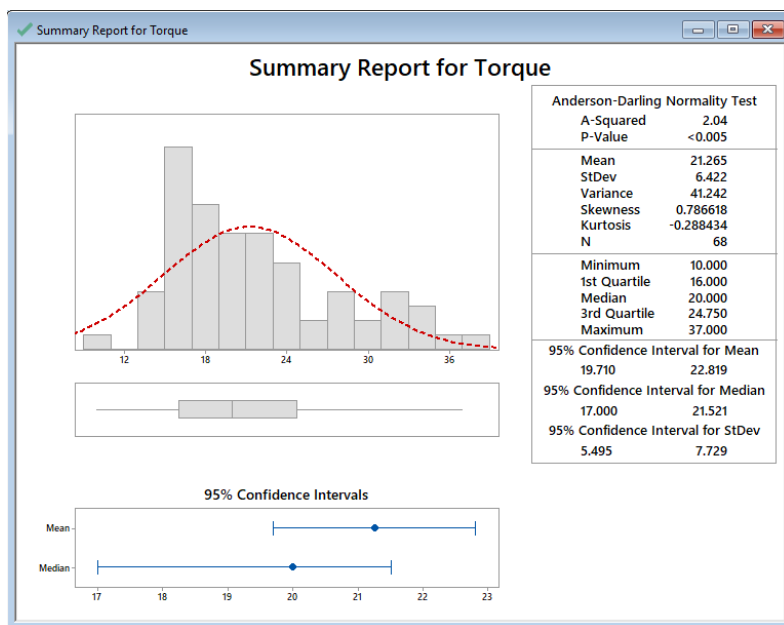 Summary Report for Torque
Summary Report for Torque
12 18 24 30 36
95% Confidence Intervals
Mean
Median
17 18 19 20 21 22 23
Anderson-Darling Normality Test
A-Squared 2.04
P-Value <0.005
Mean 21.265
StDev 6.422
Variance 41.242
Skewness 0.786618
Kurtosis -0.288434
N 68
Minimum 10.000
1st Quartile 16.000
Median 20.000
3rd Quartile 24.750
Maximum 37.000
95% Confidence Interval for Mean
19.710 22.819
95% Confidence Interval for Median
17.000 21.521
95% Confidence Interval for StDev
5.495 7.729